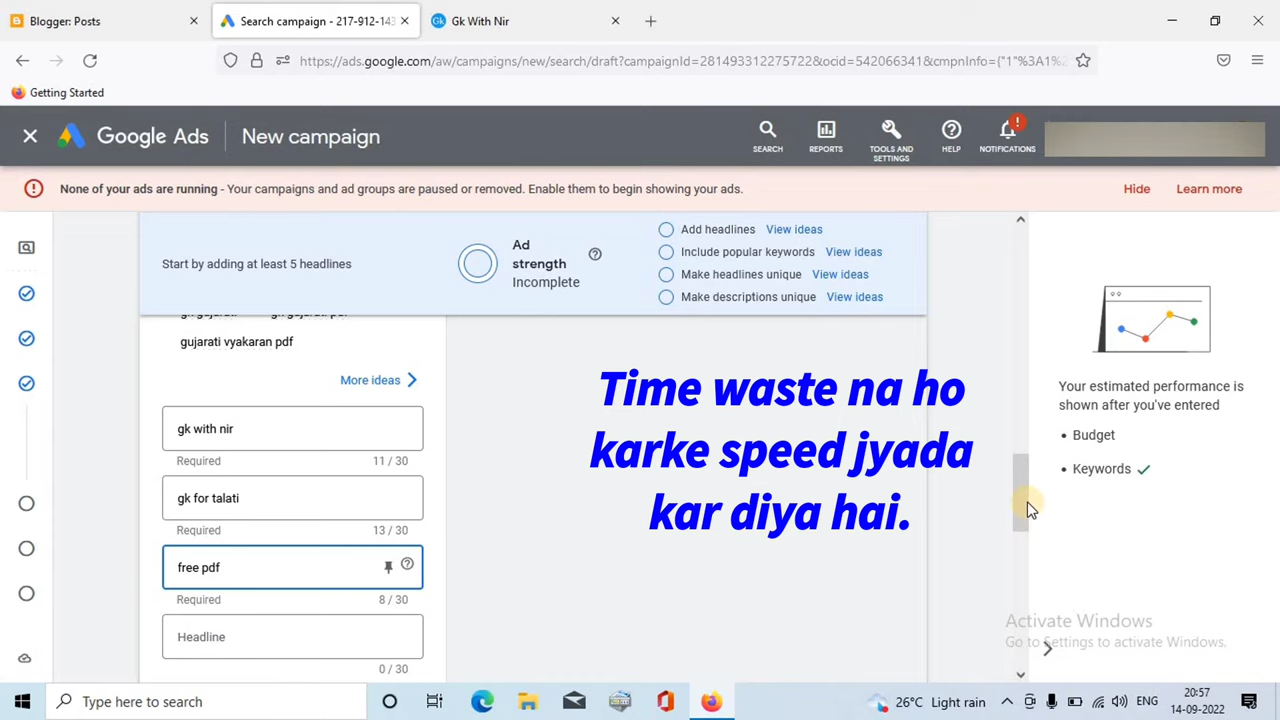 Blogger: Posts
Search campaign - 217-912-143
Gk With Nir
https://ads.google.com/aw/campaigns/new/search/draft?campaignId=281493312275722&ocid=542066341&cmpnInfo={"1"%3A1%2
Getting Started
Google Ads
New campaign
SEARCH
REPORTS
TOOLS AND
SETTINGS
HELP
NOTIFICATIONS
None of your ads are running - Your campaigns and ad groups are paused or removed. Enable them to begin showing your ads.
Hide
Learn more
Start by adding at least 5 headlines
Ad
strength
Incomplete
Add headlines View ideas
Include popular keywords View ideas
Make headlines unique View ideas
Make descriptions unique View ideas
gk gujarati gk gujarati pdf
gujarati vyakaran pdf
More ideas
gk with nir
Required 11 / 30
gk for talati
Required 13 / 30
free pdf
Required 8 / 30
Headline
0 / 30
Time waste na ho
karke speed jyada
kar diya hai.
Your estimated performance is
shown after you've entered
• Budget
• Keywords
Activate Windows
Go to Settings to activate Windows.
Type here to search
26°C Light rain
ENG
20:57
14-09-2022